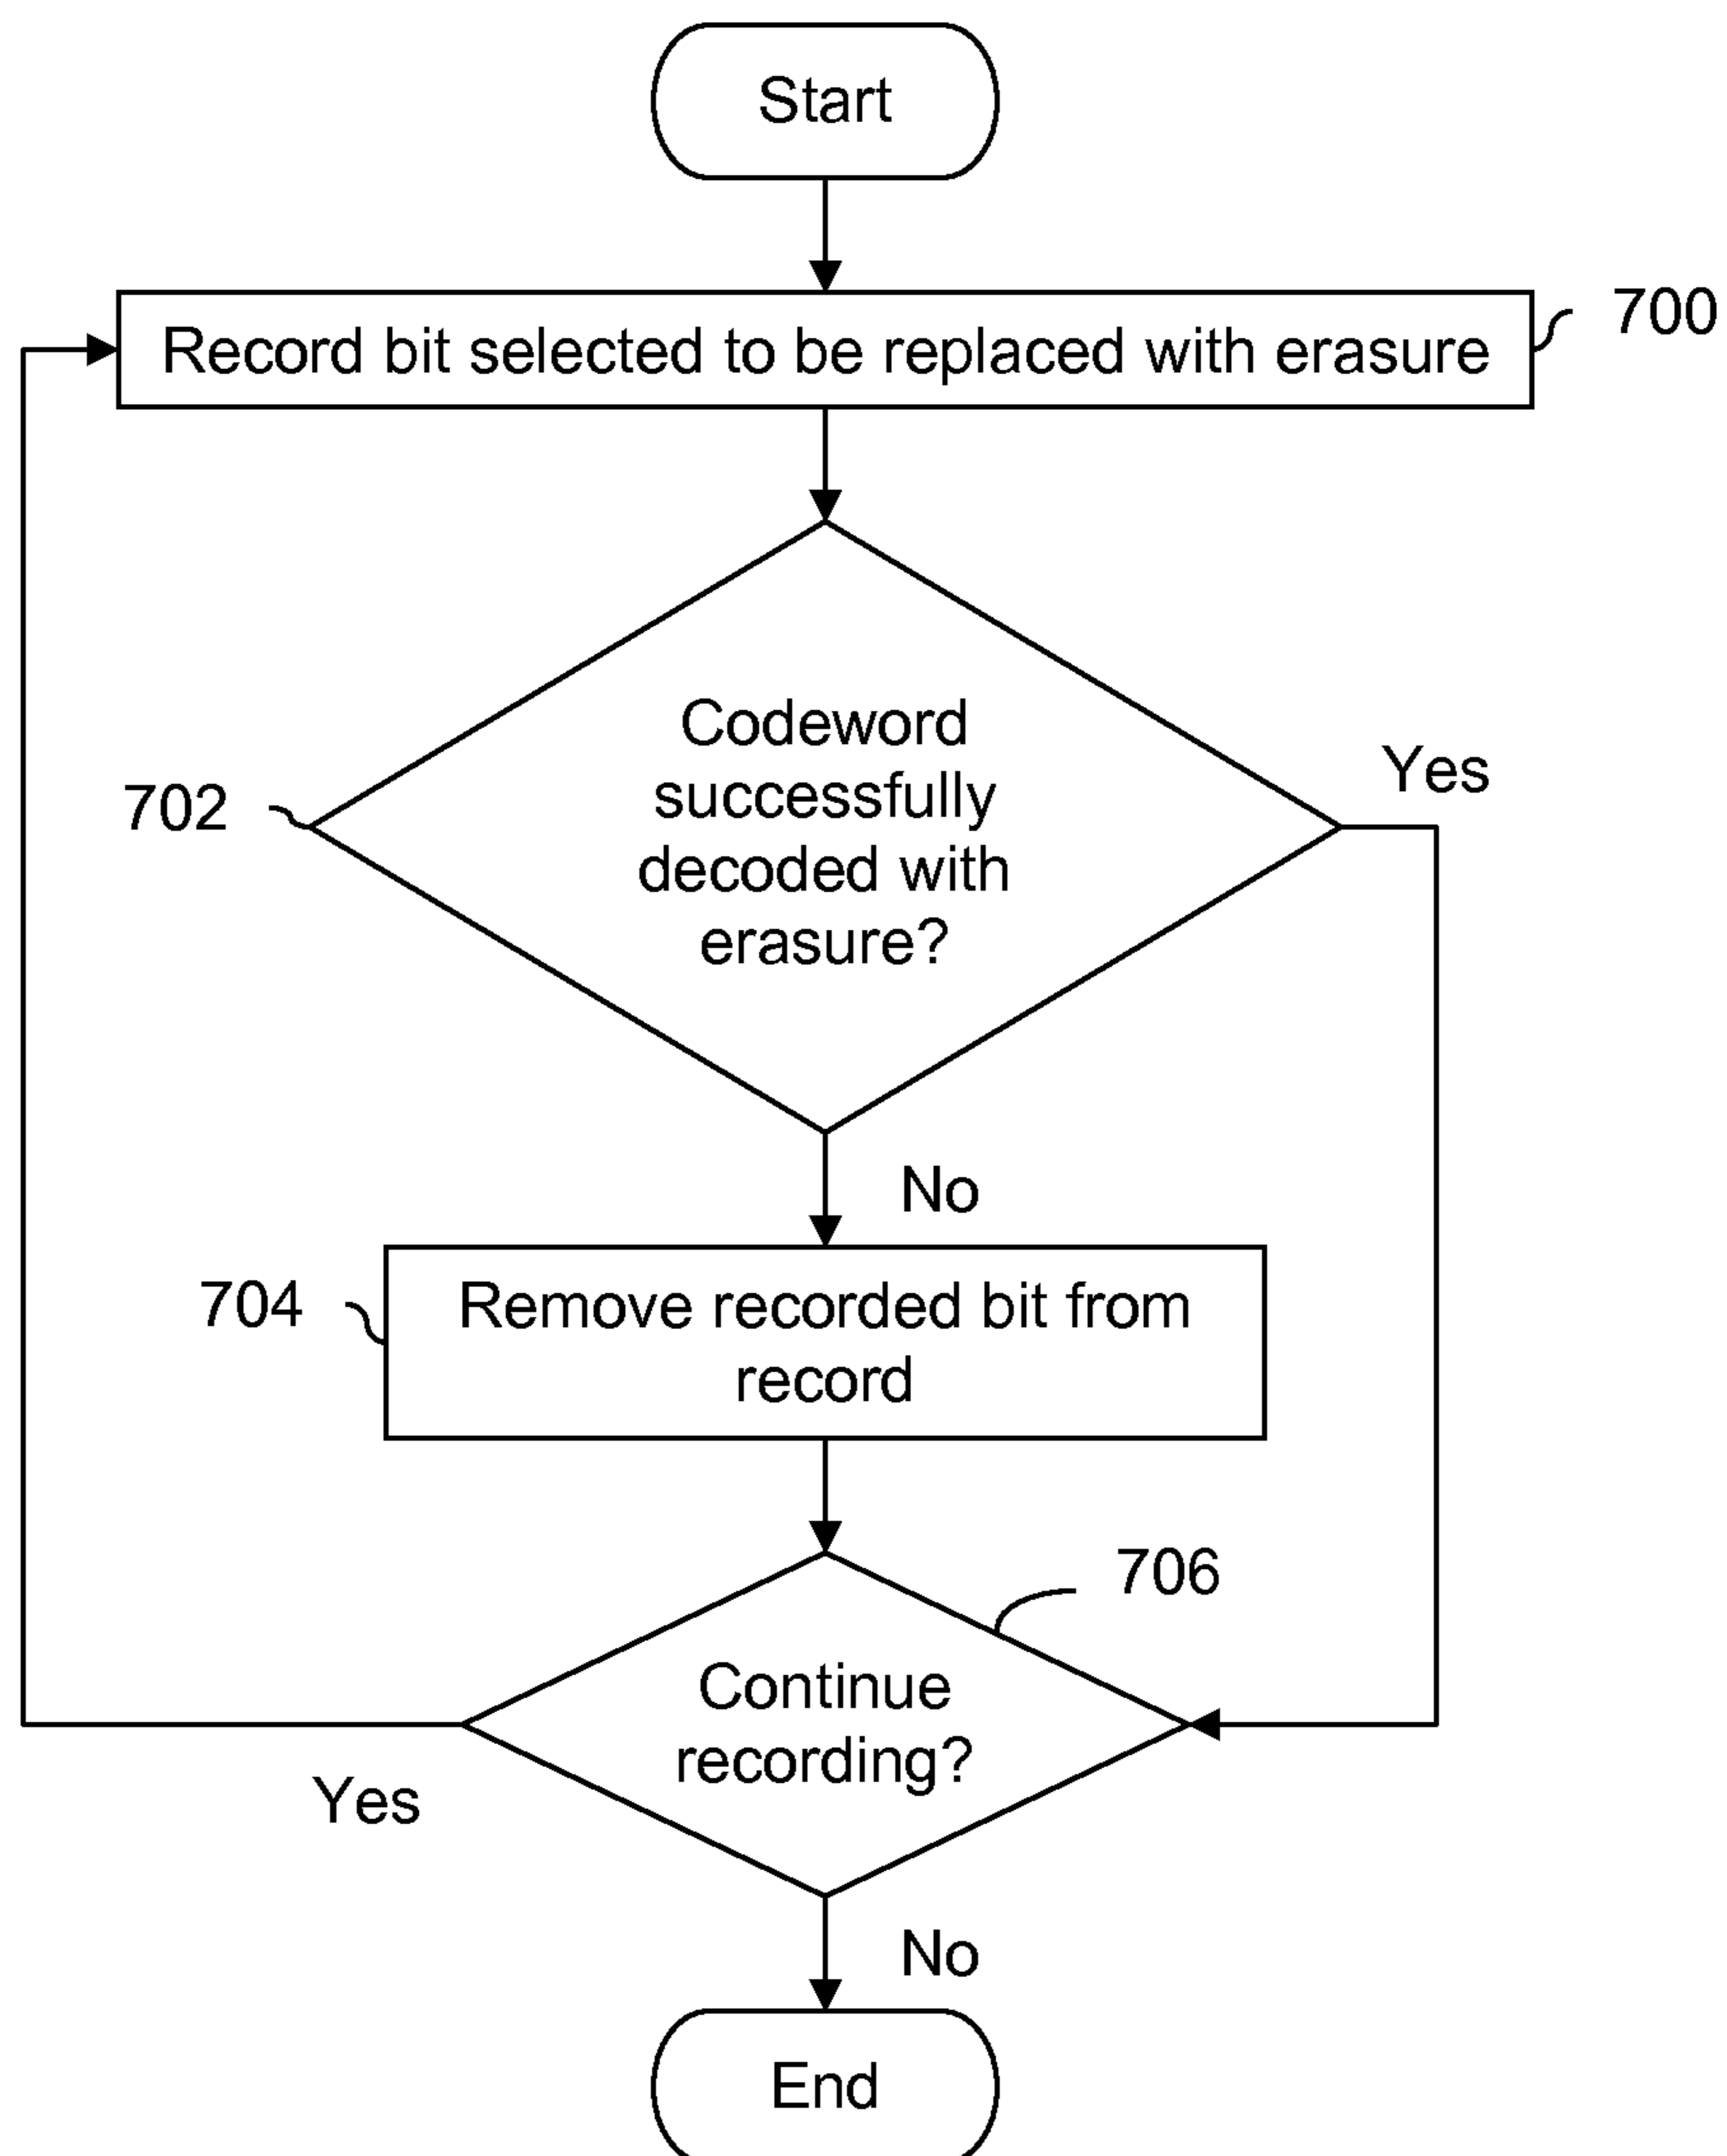 Start
Record bit selected to be replaced with erasure
700
Codeword
successfully
decoded with
erasure?
702
Yes
No
704
Remove recorded bit from
record
706
Continue
recording?
Yes
No
End